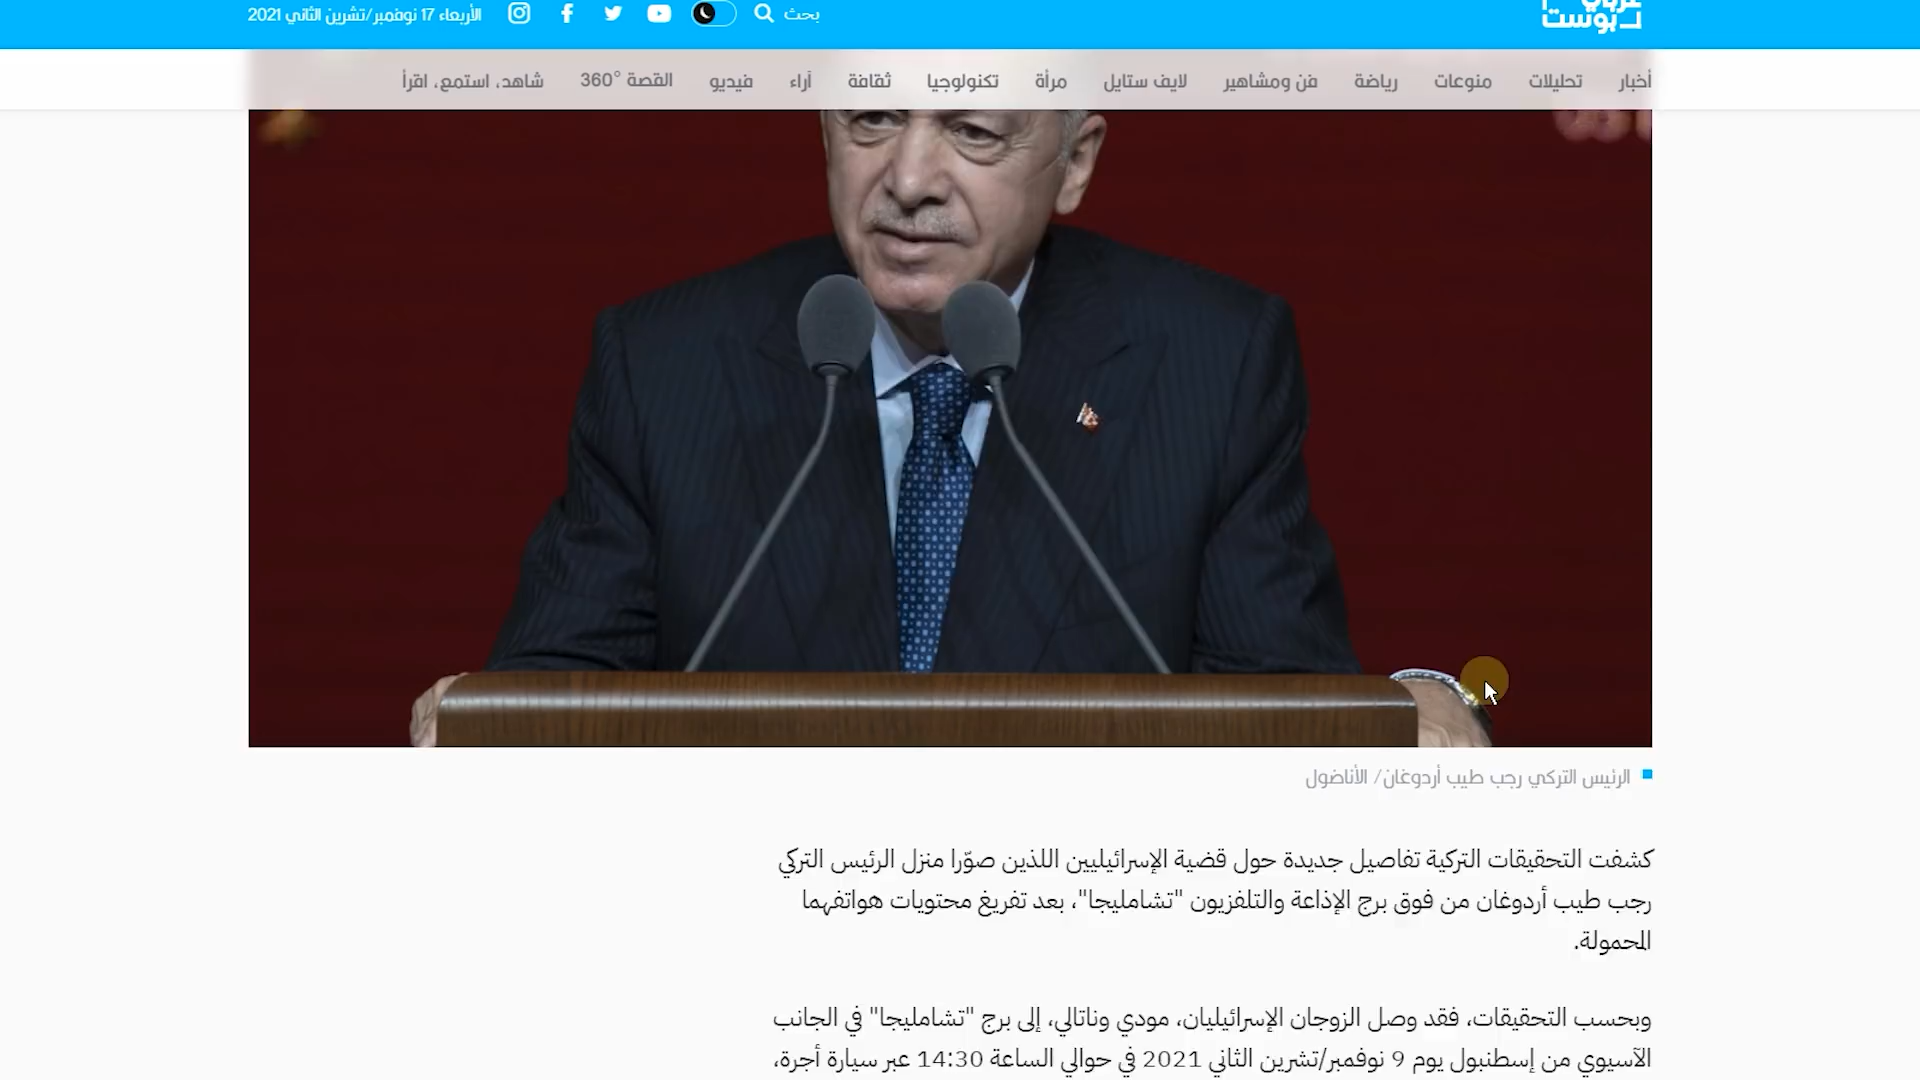 عربي
بوست
بحث
الأربعاء 17 نوفمبر/تشرين الثاني 2021
أخبار تحليلات منوعات رياضة فن ومشاهير لايف ستايل مرأة تكنولوجيا ثقافة آراء فيديو القصة °360 شاهد، استمع، اقرأ
الرئيس التركي رجب طيب أردوغان/ الأناضول
كشفت التحقيقات التركية تفاصيل جديدة حول قضية الإسرائيليين اللذين صوّرا منزل الرئيس التركي
رجب طيب أردوغان من فوق برج الإذاعة والتلفزيون "تشامليجا"، بعد تفريغ محتويات هواتفهما
المحمولة.
وبحسب التحقيقات، فقد وصل الزوجان الإسرائيليان، مودي وناتالي، إلى برج "تشامليجا" في الجانب
الآسيوي من إسطنبول يوم 9 نوفمبر/تشرين الثاني 2021 في حوالي الساعة 14:30 عبر سيارة أجرة،